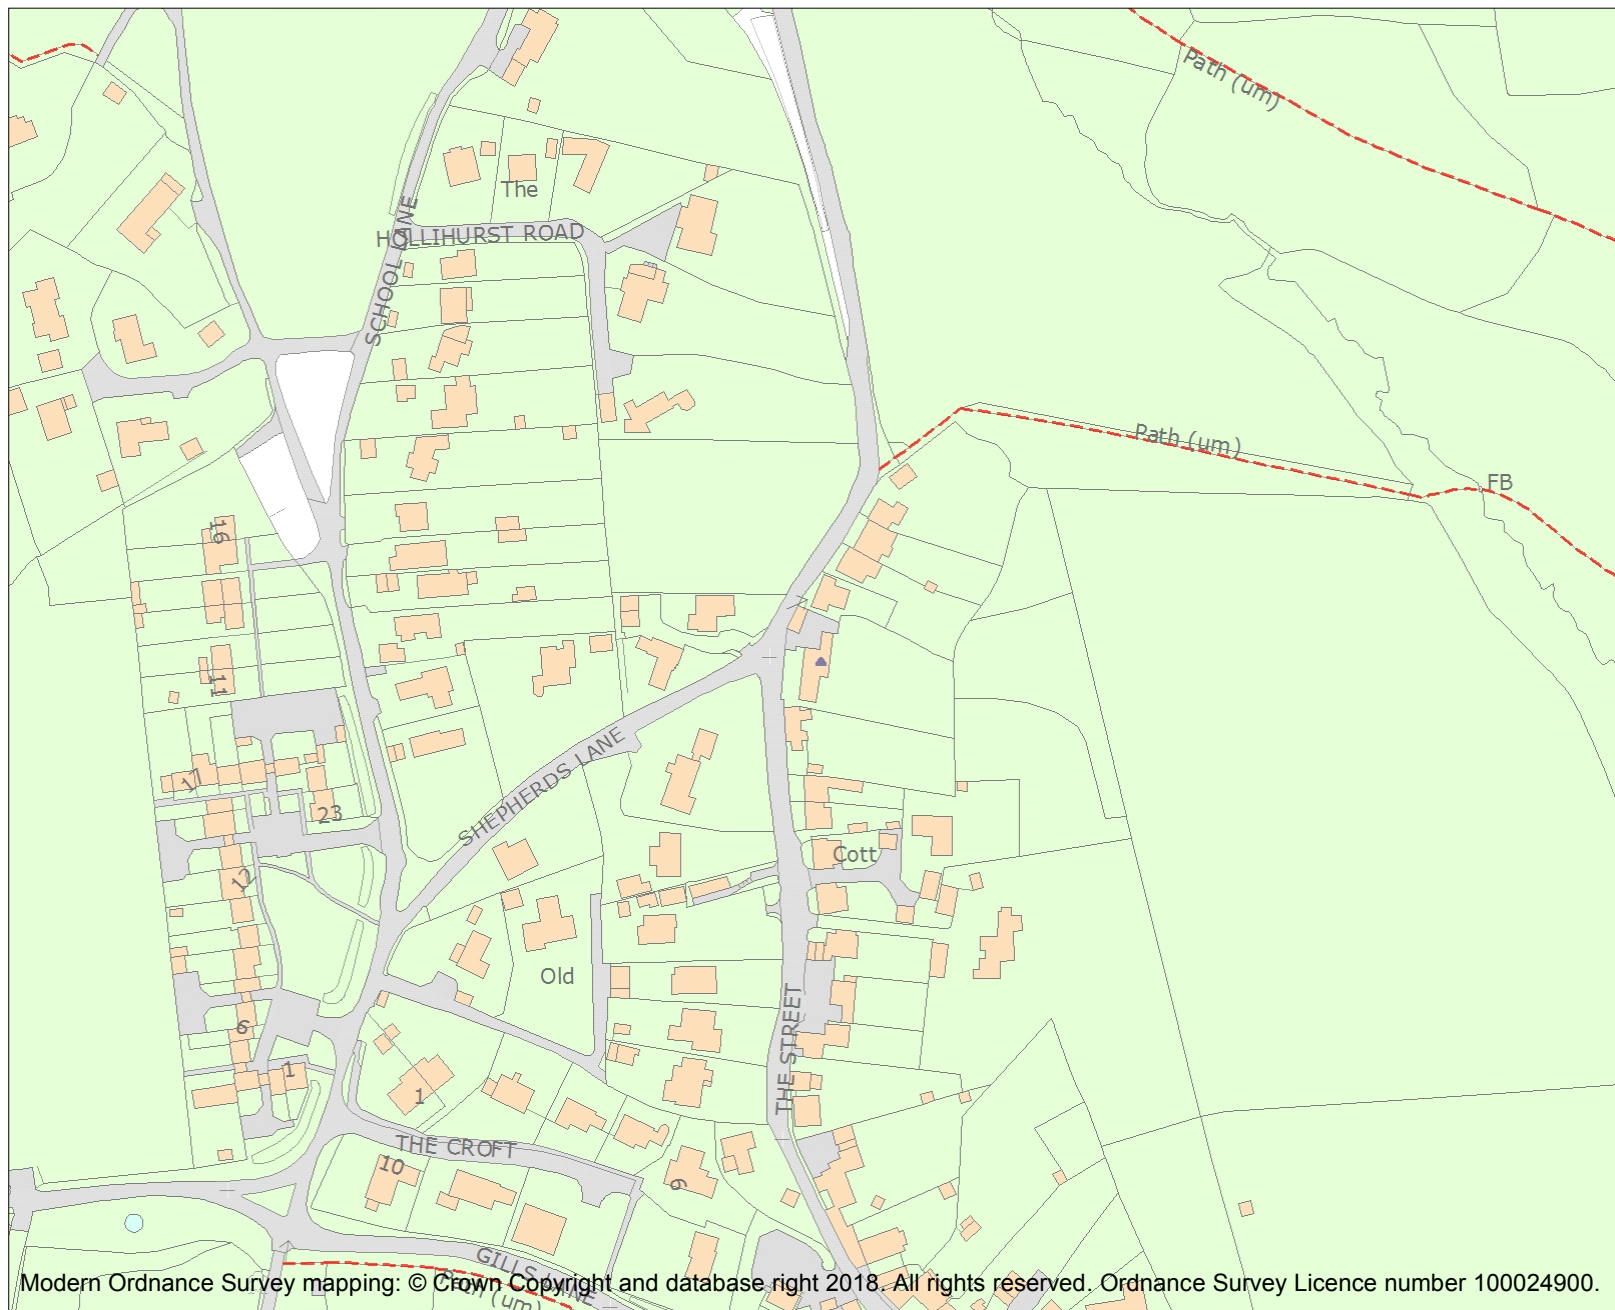 Path (um)
The
HOLLIHURST ROAD
SCHOOL LANE
Path (um)
FB
16
11
17
23
SHEPHERDS LANE
12
Cott
Old
6
1
THE STREET
1
THE CROFT
10
6
GILLS LANE
Path (um)
Modern Ordnance Survey mapping: © Crown Copyright and database right 2018. All rights reserved. Ordnance Survey Licence number 100024900.